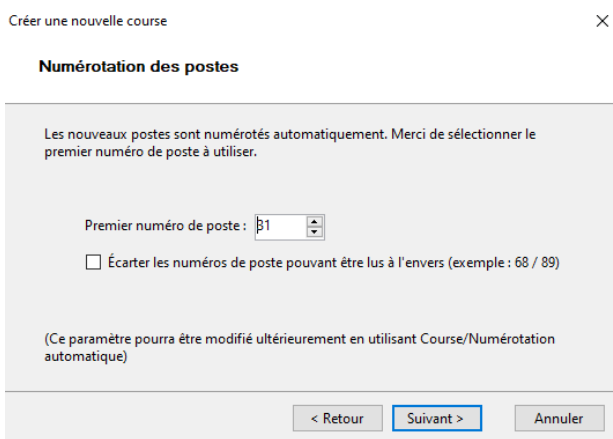 Créer une nouvelle course
Numérotation des postes
Les nouveaux postes sont numérotés automatiquement. Merci de sélectionner le
premier numéro de poste à utiliser.
Premier numéro de poste : 31
Écarter les numéros de poste pouvant être lus à l'envers (exemple : 68 / 89)
(Ce paramètre pourra être modifié ultérieurement en utilisant Course/Numérotation
automatique)
< Retour Suivant > Annuler